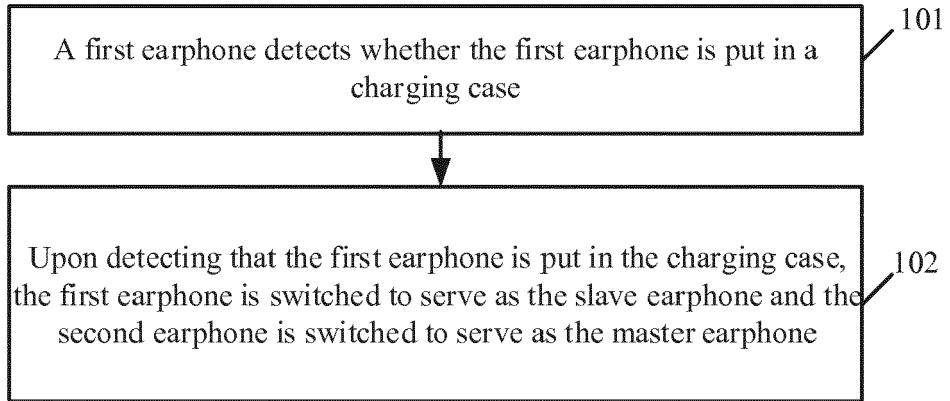 101
A first earphone detects whether the first earphone is put in a
charging case
Upon detecting that the first earphone is put in the charging case,
102
the first earphone is switched to serve as the slave earphone and the
second earphone is switched to serve as the master earphone